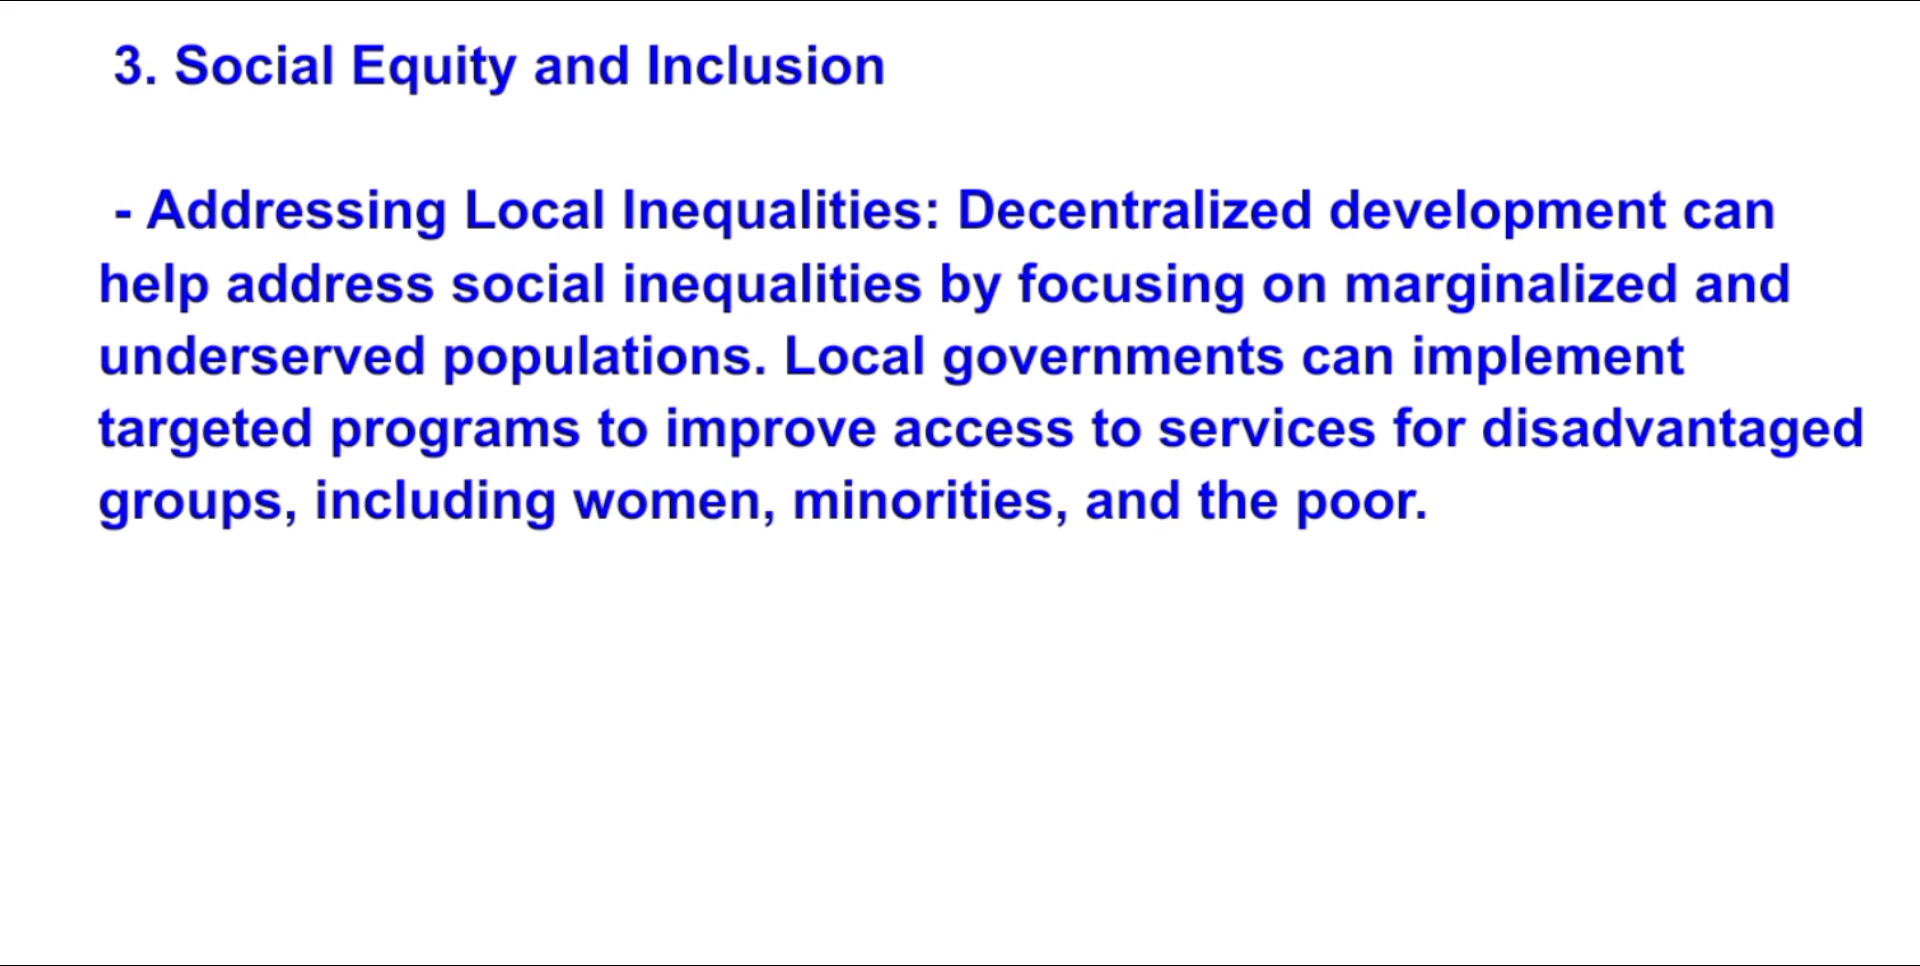 3. Social Equity and Inclusion
- Addressing Local Inequalities: Decentralized development can
help address social inequalities by focusing on marginalized and
underserved populations. Local governments can implement
targeted programs to improve access to services for disadvantaged
groups, including women, minorities, and the poor.